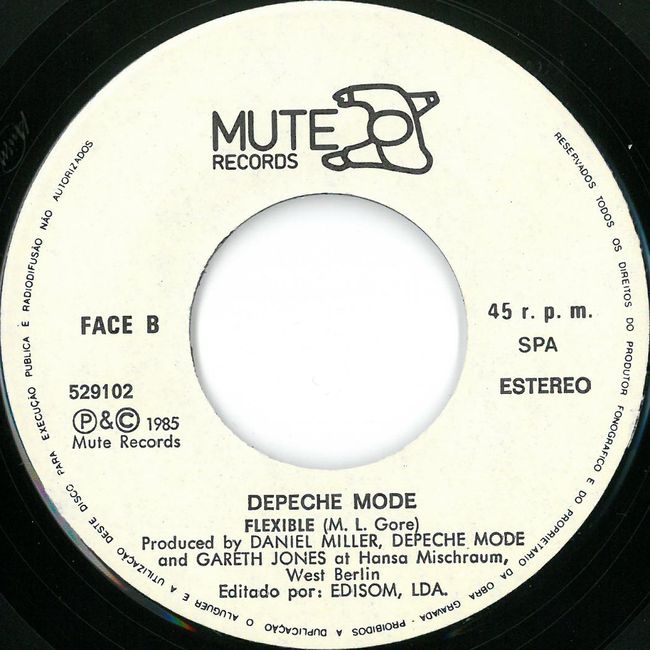 MUTE
RECORDS
FACE B
45 r. p. m.
SPA
529102
ESTEREO
Ⓟ&© 1985
Mute Records
DEPECHE MODE
FLEXIBLE (M. L. Gore)
Produced by DANIEL MILLER, DEPECHE MODE
and GARETH JONES at Hansa Mischraum,
West Berlin
Editado por: EDISOM, LDA.
RESERVADOS TODOS OS DIREITOS DO PRODUTOR FONOGRAFICO E DO PROPRIETARIO DA OBRA GRAVADA - PROIBIDOS A DUPLICAÇÃO O ALUGUER E A UTILIZAÇÃO DESTE DISCO PARA EXECUÇÃO PUBLICA E RADIODIFUSÃO NÃO AUTORIZADOS